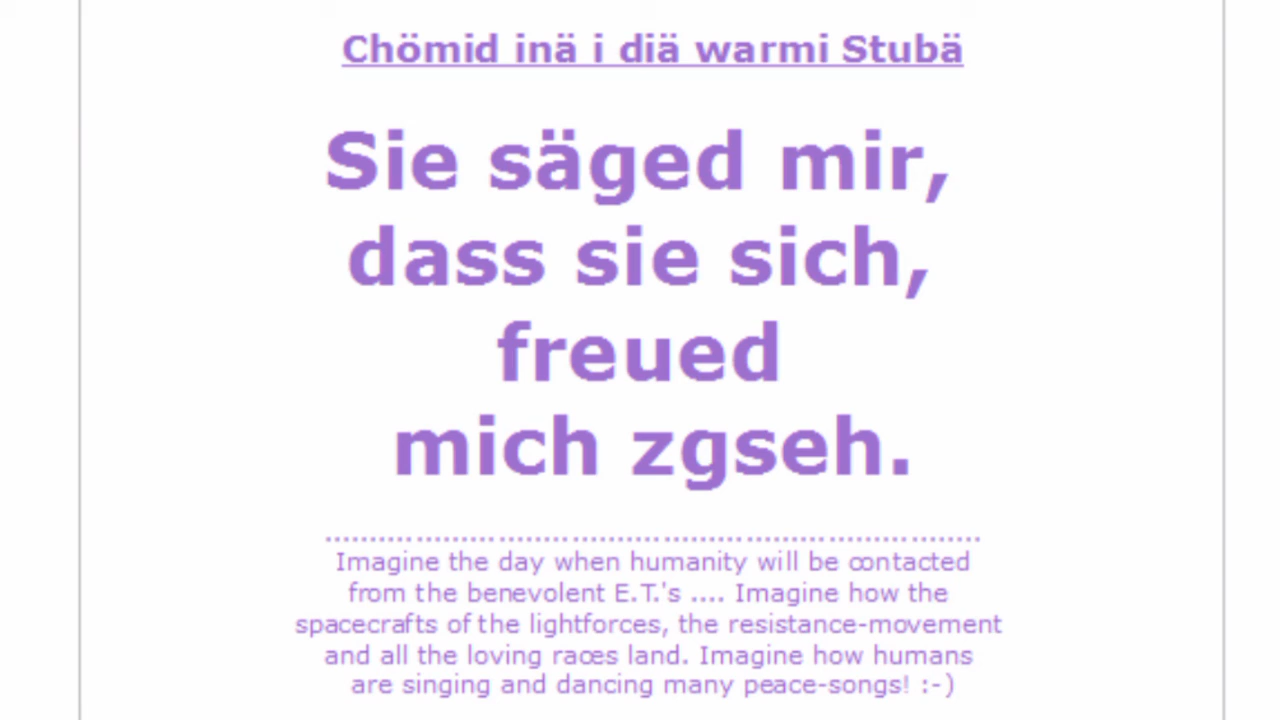 Chömid inä i diä warmi Stubä
Sie säged mir,
dass sie sich,
freued
mich zgseh.
Imagine the day when humanity will be contacted
from the benevolent E.T.'s .... Imagine how the
spacecrafts of the lightforces, the resistance-movement
and all the loving races land. Imagine how humans
are singing and dancing many peace-songs! :-)